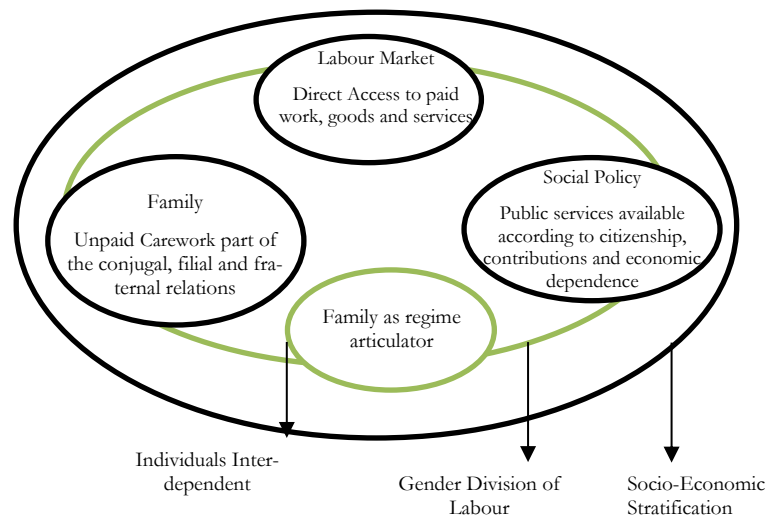 Labour Market
Direct Access to paid
work, goods and services
Family
Unpaid Carework part of
the conjugal, filial and fra-
ternal relations
Social Policy
Public services available
according to citizenship,
contributions and economic
dependence
Family as regime
articulator
Individuals Inter-
dependent
Gender Division of
Labour
Socio-Economic
Stratification